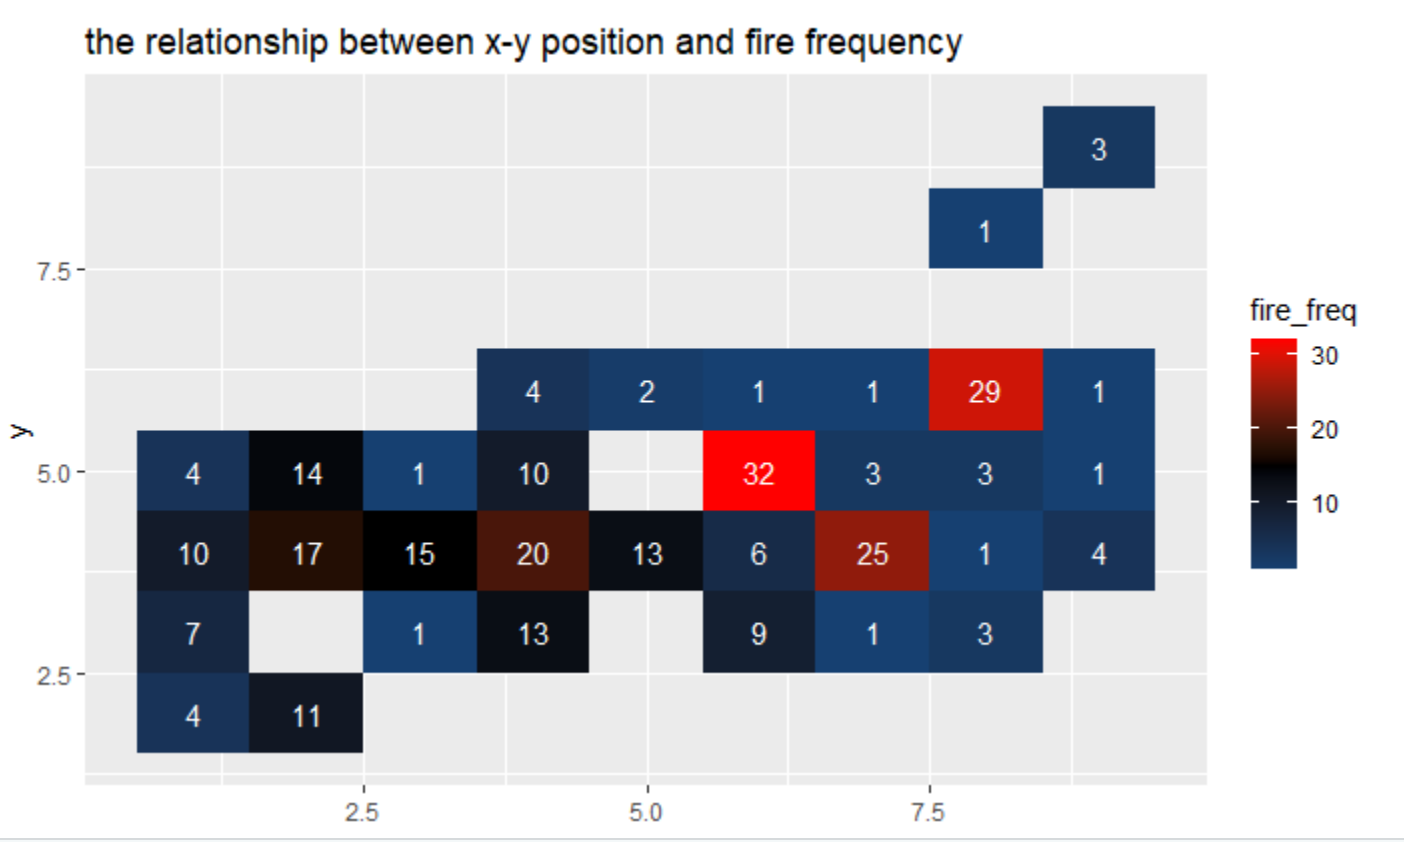 the relationship between x-y position and fire frequency
3
1
7.5
fire_freq
30
4 2 1 1 29 1
20
y
5.0
4 14 1 10 32 3 3 1
10
10 17 15 20 13 6 25 1 4
7 1 13 9 1 3
2.5
4 11
2.5 5.0 7.5